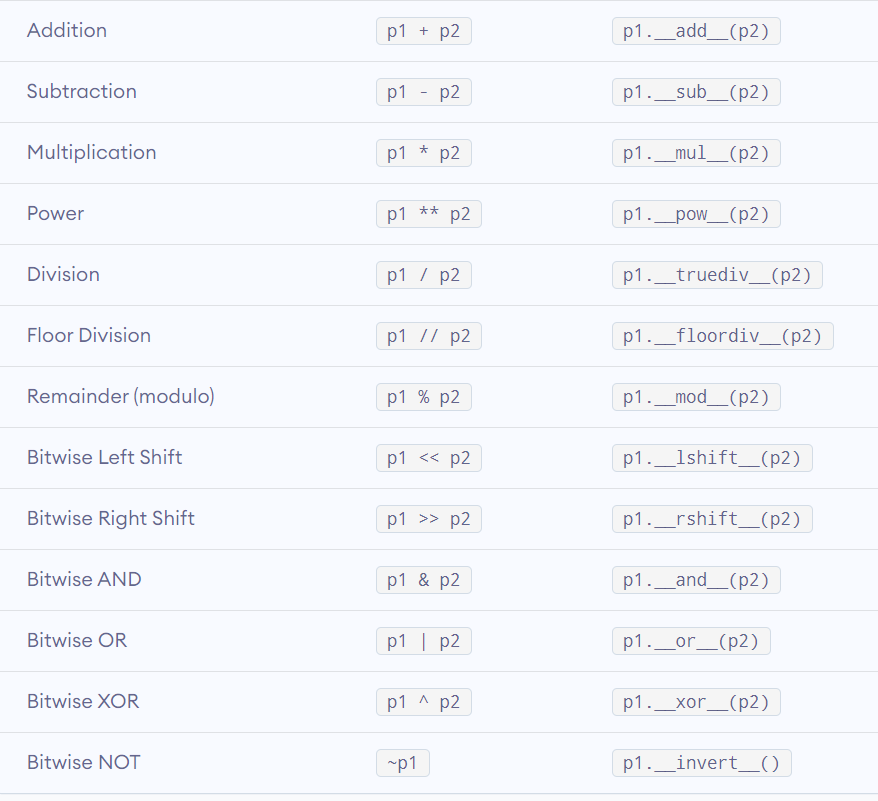 Addition p1 + p2 p1.__add__(p2)
Subtraction p1 - p2 p1.__sub__(p2)
Multiplication p1 * p2 p1.__mul__(p2)
Power p1 ** p2 p1.__pow__(p2)
Division p1 / p2 p1.__truediv__(p2)
Floor Division p1 // p2 p1.__floordiv__(p2)
Remainder (modulo) p1 % p2 p1.__mod__(p2)
Bitwise Left Shift p1 << p2 p1.__lshift__(p2)
Bitwise Right Shift p1 >> p2 p1.__rshift__(p2)
Bitwise AND p1 & p2 p1.__and__(p2)
Bitwise OR p1 | p2 p1.__or__(p2)
Bitwise XOR p1 ^ p2 p1.__xor__(p2)
Bitwise NOT ~p1 p1.__invert__()